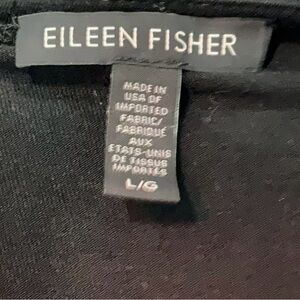 EILEEN FISHER
MADE IN
USA OF
IMPORTED
FABRIC/
FABRIQUÉ
AUX
ÉTATS-UNIS
DE TISSUS
IMPORTÉS
L/G